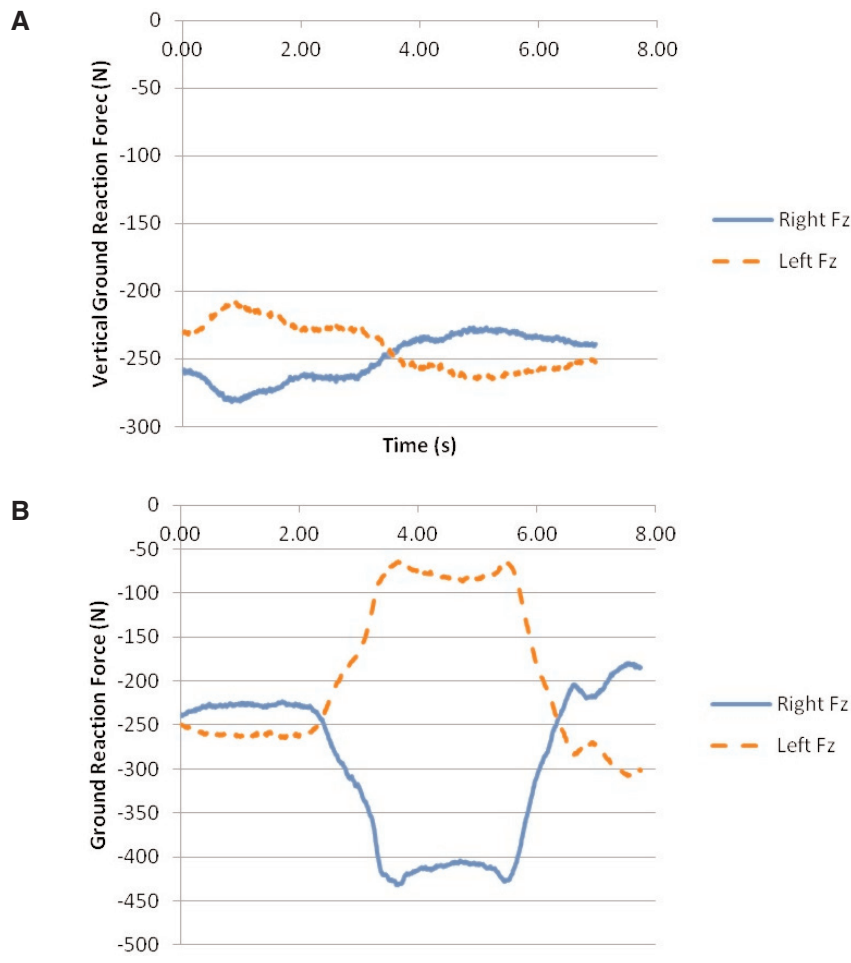 A
0
0.00 2.00 4.00 6.00 8.00
-50
-100
-150
-200
-250
-300
Vertical Ground Reaction Forec (N)
Time (s)
Right Fz
Left Fz
B
0
0.00 2.00 4.00 6.00 8.00
-50
-100
-150
-200
-250
-300
-350
-400
-450
-500
Ground Reaction Force (N)
Right Fz
Left Fz